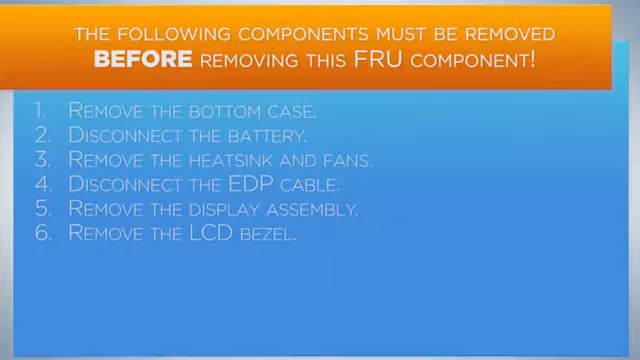 THE FOLLOWING COMPONENTS MUST BE REMOVED
BEFORE REMOVING THIS FRU COMPONENT!
1. REMOVE THE BOTTOM CASE.
2. DISCONNECT THE BATTERY.
3. REMOVE THE HEATSINK AND FANS.
4. DISCONNECT THE EDP CABLE.
5. REMOVE THE DISPLAY ASSEMBLY.
6. REMOVE THE LCD BEZEL.